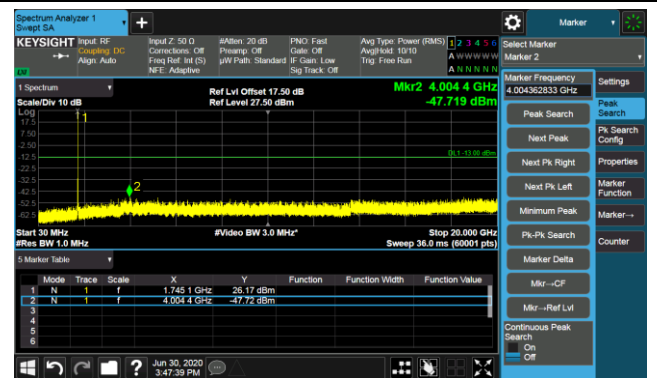 Spectrum Analyzer 1
Swept SA
Marker
KEYSIGHT
Input: RF
Coupling: DC
Align: Auto
Input Z: 50 Ω
Corrections: Off
Freq Ref: Int (S)
NFE: Adaptive
#Atten: 20 dB
Preamp: Off
µW Path: Standard
PNO: Fast
Gate: Off
IF Gain: Low
Sig Track: Off
Avg Type: Power (RMS)
Avg|Hold: 10/10
Trig: Free Run
1 2 3 4 5 6
A W W W W W
A N N N N N
Select Marker
Marker 2
1 Spectrum
Scale/Div 10 dB
Log
Ref Lvl Offset 17.50 dB
Ref Level 27.50 dBm
Mkr2 4.004 4 GHz
-47.719 dBm
17.5
7.50
-2.50
-12.5
-22.5
-32.5
-42.5
-52.5
-62.5
1
2
DL1 -13.00 dBm
Start 30 MHz
#Res BW 1.0 MHz
#Video BW 3.0 MHz*
Stop 20.000 GHz
Sweep 36.0 ms (60001 pts)
5 Marker Table
Mode Trace Scale X Y Function Function Width Function Value
1 N 1 f 1.745 1 GHz 26.17 dBm
2 N 1 f 4.004 4 GHz -47.72 dBm
3
4
5
6
Marker Frequency
4.004362833 GHz
Peak Search
Next Peak
Next Pk Right
Next Pk Left
Minimum Peak
Pk-Pk Search
Marker Delta
Mkr→CF
Mkr→Ref Lvl
Continuous Peak
Search
On
Off
Settings
Peak
Search
Pk Search
Config
Properties
Marker
Function
Marker→
Counter
?
Jun 30, 2020
3:47:39 PM